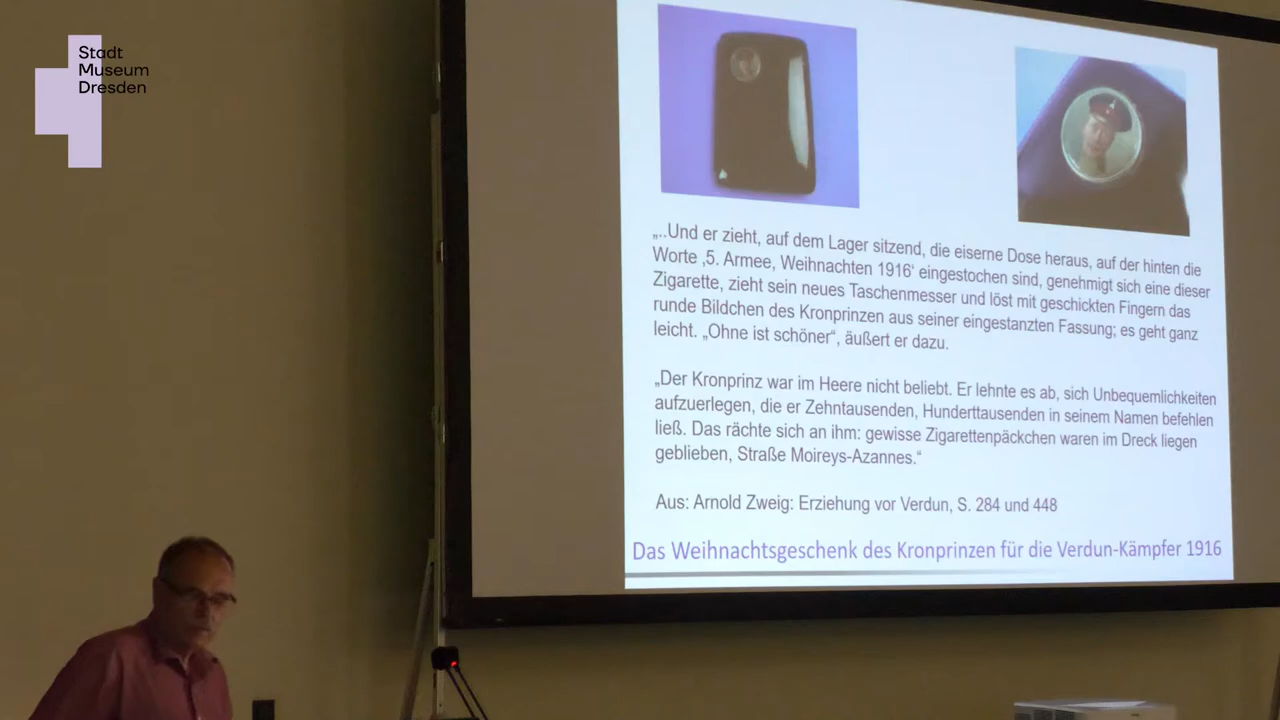 Stadt
Museum
Dresden
„..Und er zieht, auf dem Lager sitzend, die eiserne Dose heraus, auf der hinten die
Worte ‚5. Armee, Weihnachten 1916‘ eingestochen sind, genehmigt sich eine dieser
Zigarette, zieht sein neues Taschenmesser und löst mit geschickten Fingern das
runde Bildchen des Kronprinzen aus seiner eingestanzten Fassung; es geht ganz
leicht. „Ohne ist schöner“, äußert er dazu.
„Der Kronprinz war im Heere nicht beliebt. Er lehnte es ab, sich Unbequemlichkeiten
aufzuerlegen, die er Zehntausenden, Hunderttausenden in seinem Namen befehlen
ließ. Das rächte sich an ihm: gewisse Zigarettenpäckchen waren im Dreck liegen
geblieben, Straße Moireys-Azannes.“
Aus: Arnold Zweig: Erziehung vor Verdun, S. 284 und 448
Das Weihnachtsgeschenk des Kronprinzen für die Verdun-Kämpfer 1916